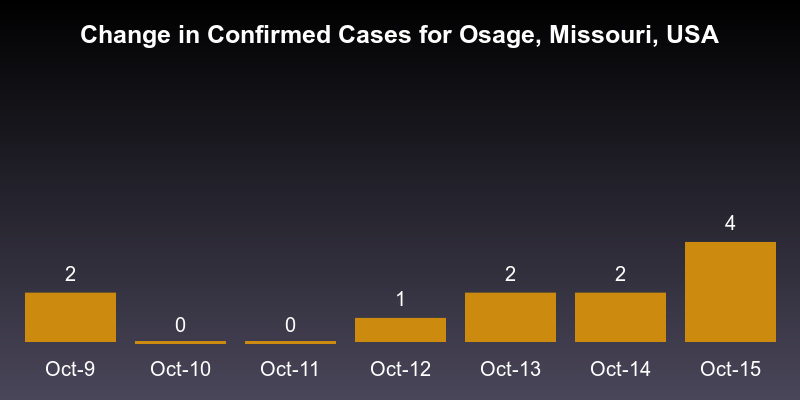 Change in Confirmed Cases for Osage, Missouri, USA
4
2
2
2
1
0
0
Oct-9
Oct-10
Oct-11
Oct-12
Oct-13
Oct-14
Oct-15